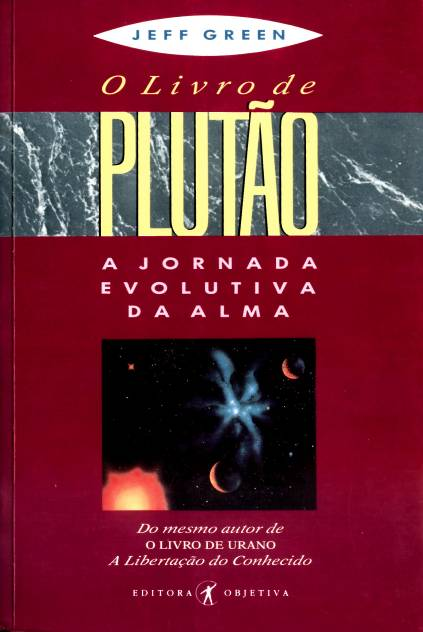 JEFF GREEN
O Livro de
PLUTÃO
A JORNADA
EVOLUTIVA
DA ALMA
Do mesmo autor de
O LIVRO DE URANO
A Libertação do Conhecido
EDITORA OBJETIVA